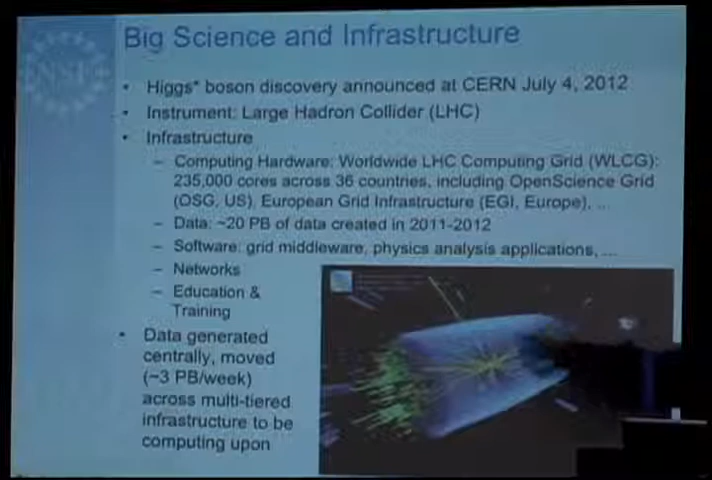 Big Science and Infrastructure
NSF
• Higgs* boson discovery announced at CERN July 4, 2012
• Instrument: Large Hadron Collider (LHC)
• Infrastructure
– Computing Hardware: Worldwide LHC Computing Grid (WLCG):
235,000 cores across 36 countries, including OpenScience Grid
(OSG, US), European Grid Infrastructure (EGI, Europe), ...
– Data: ~20 PB of data created in 2011-2012
– Software: grid middleware, physics analysis applications, ...
– Networks
– Education &
Training
• Data generated
centrally, moved
(~3 PB/week)
across multi-tiered
infrastructure to be
computing upon